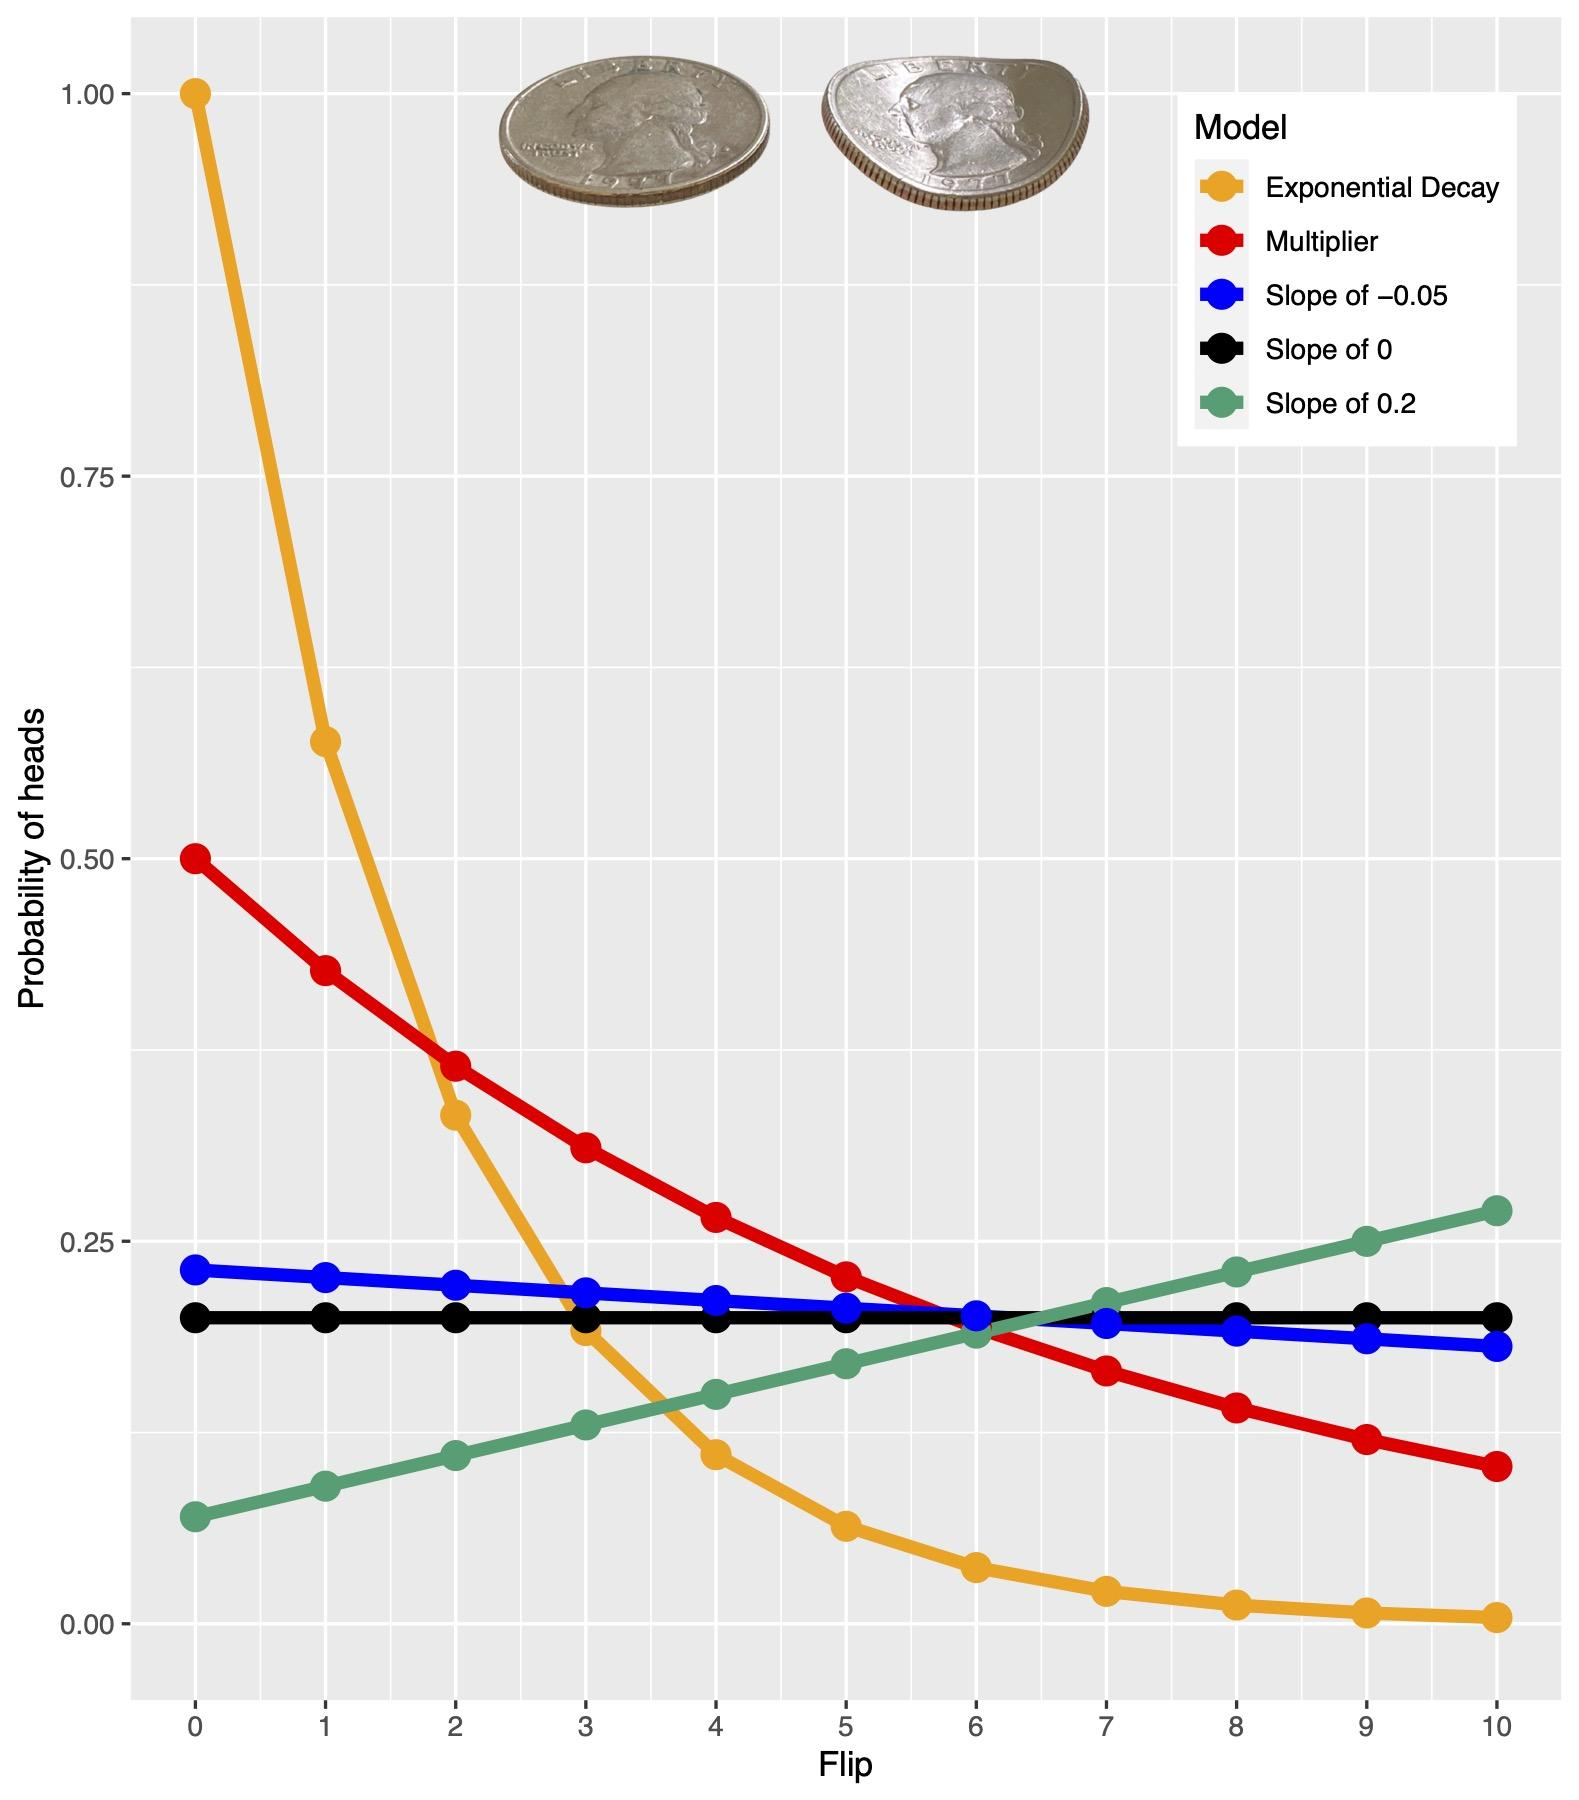 LIBERTY
1977
LIBERTY
1977
Model
Exponential Decay
Multiplier
Slope of −0.05
Slope of 0
Slope of 0.2
1.00
0.75
0.50
0.25
0.00
Probability of heads
0 1 2 3 4 5 6 7 8 9 10
Flip